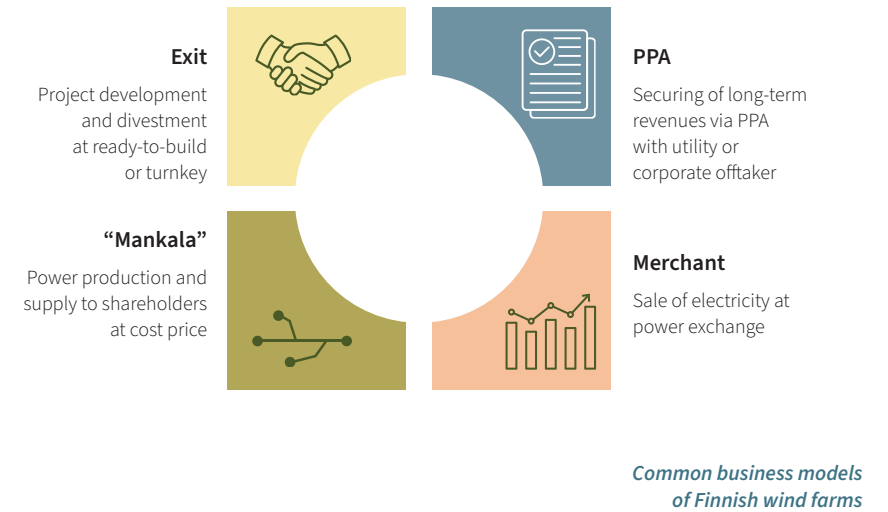 Exit
Project development
and divestment
at ready-to-build
or turnkey
PPA
Securing of long-term
revenues via PPA
with utility or
corporate offtaker
“Mankala”
Power production and
supply to shareholders
at cost price
Merchant
Sale of electricity at
power exchange
Common business models
of Finnish wind farms